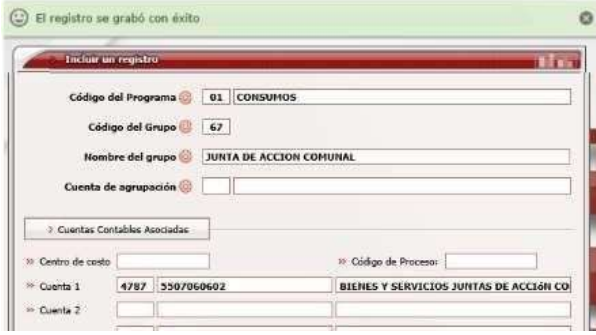 El registro se grabó con éxito
Incluir un registro
Código del Programa 01 CONSUMOS
Código del Grupo 67
Nombre del grupo JUNTA DE ACCION COMUNAL
Cuenta de agrupación
Cuentas Contables Asociadas
Centro de costo Código de Proceso:
Cuenta 1 4787 5507060602 BIENES Y SERVICIOS JUNTAS DE ACCIÓN CO
Cuenta 2